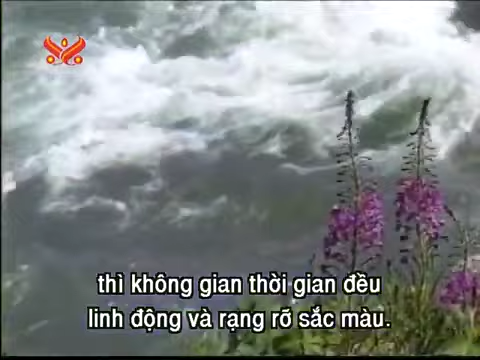 thì không gian thời gian đều
linh động và rạng rỡ sắc màu.